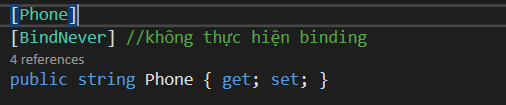 [Phone]
[BindNever] //không thực hiện binding
4 references
public string Phone { get; set; }